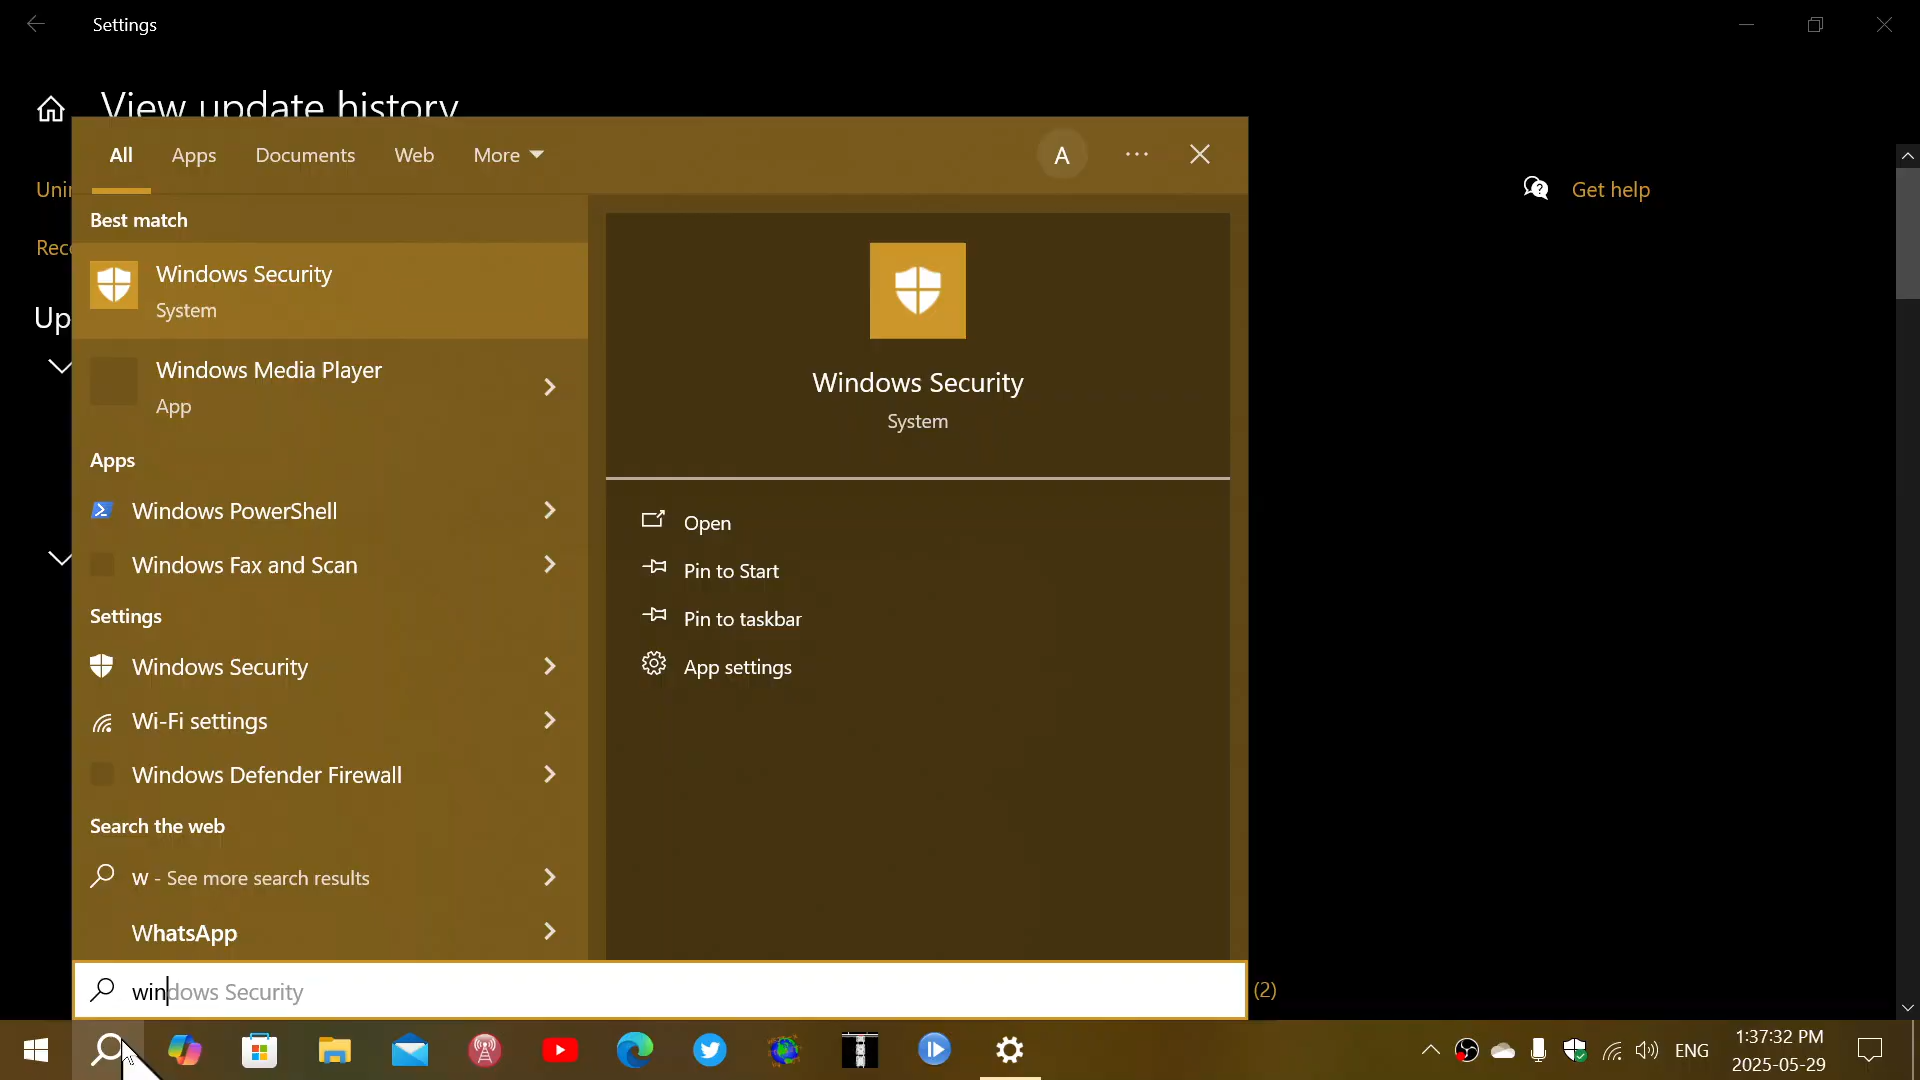 Settings
View update history
Get help
All Apps Documents Web More
A
Best match
Windows Security
System
Windows Media Player
App
Apps
Windows PowerShell
Windows Fax and Scan
Settings
Windows Security
Wi-Fi settings
Windows Defender Firewall
Search the web
w - See more search results
WhatsApp
Windows Security
System
Open
Pin to Start
Pin to taskbar
App settings
windows Security
(2)
ENG
1:37:32 PM
2025-05-29